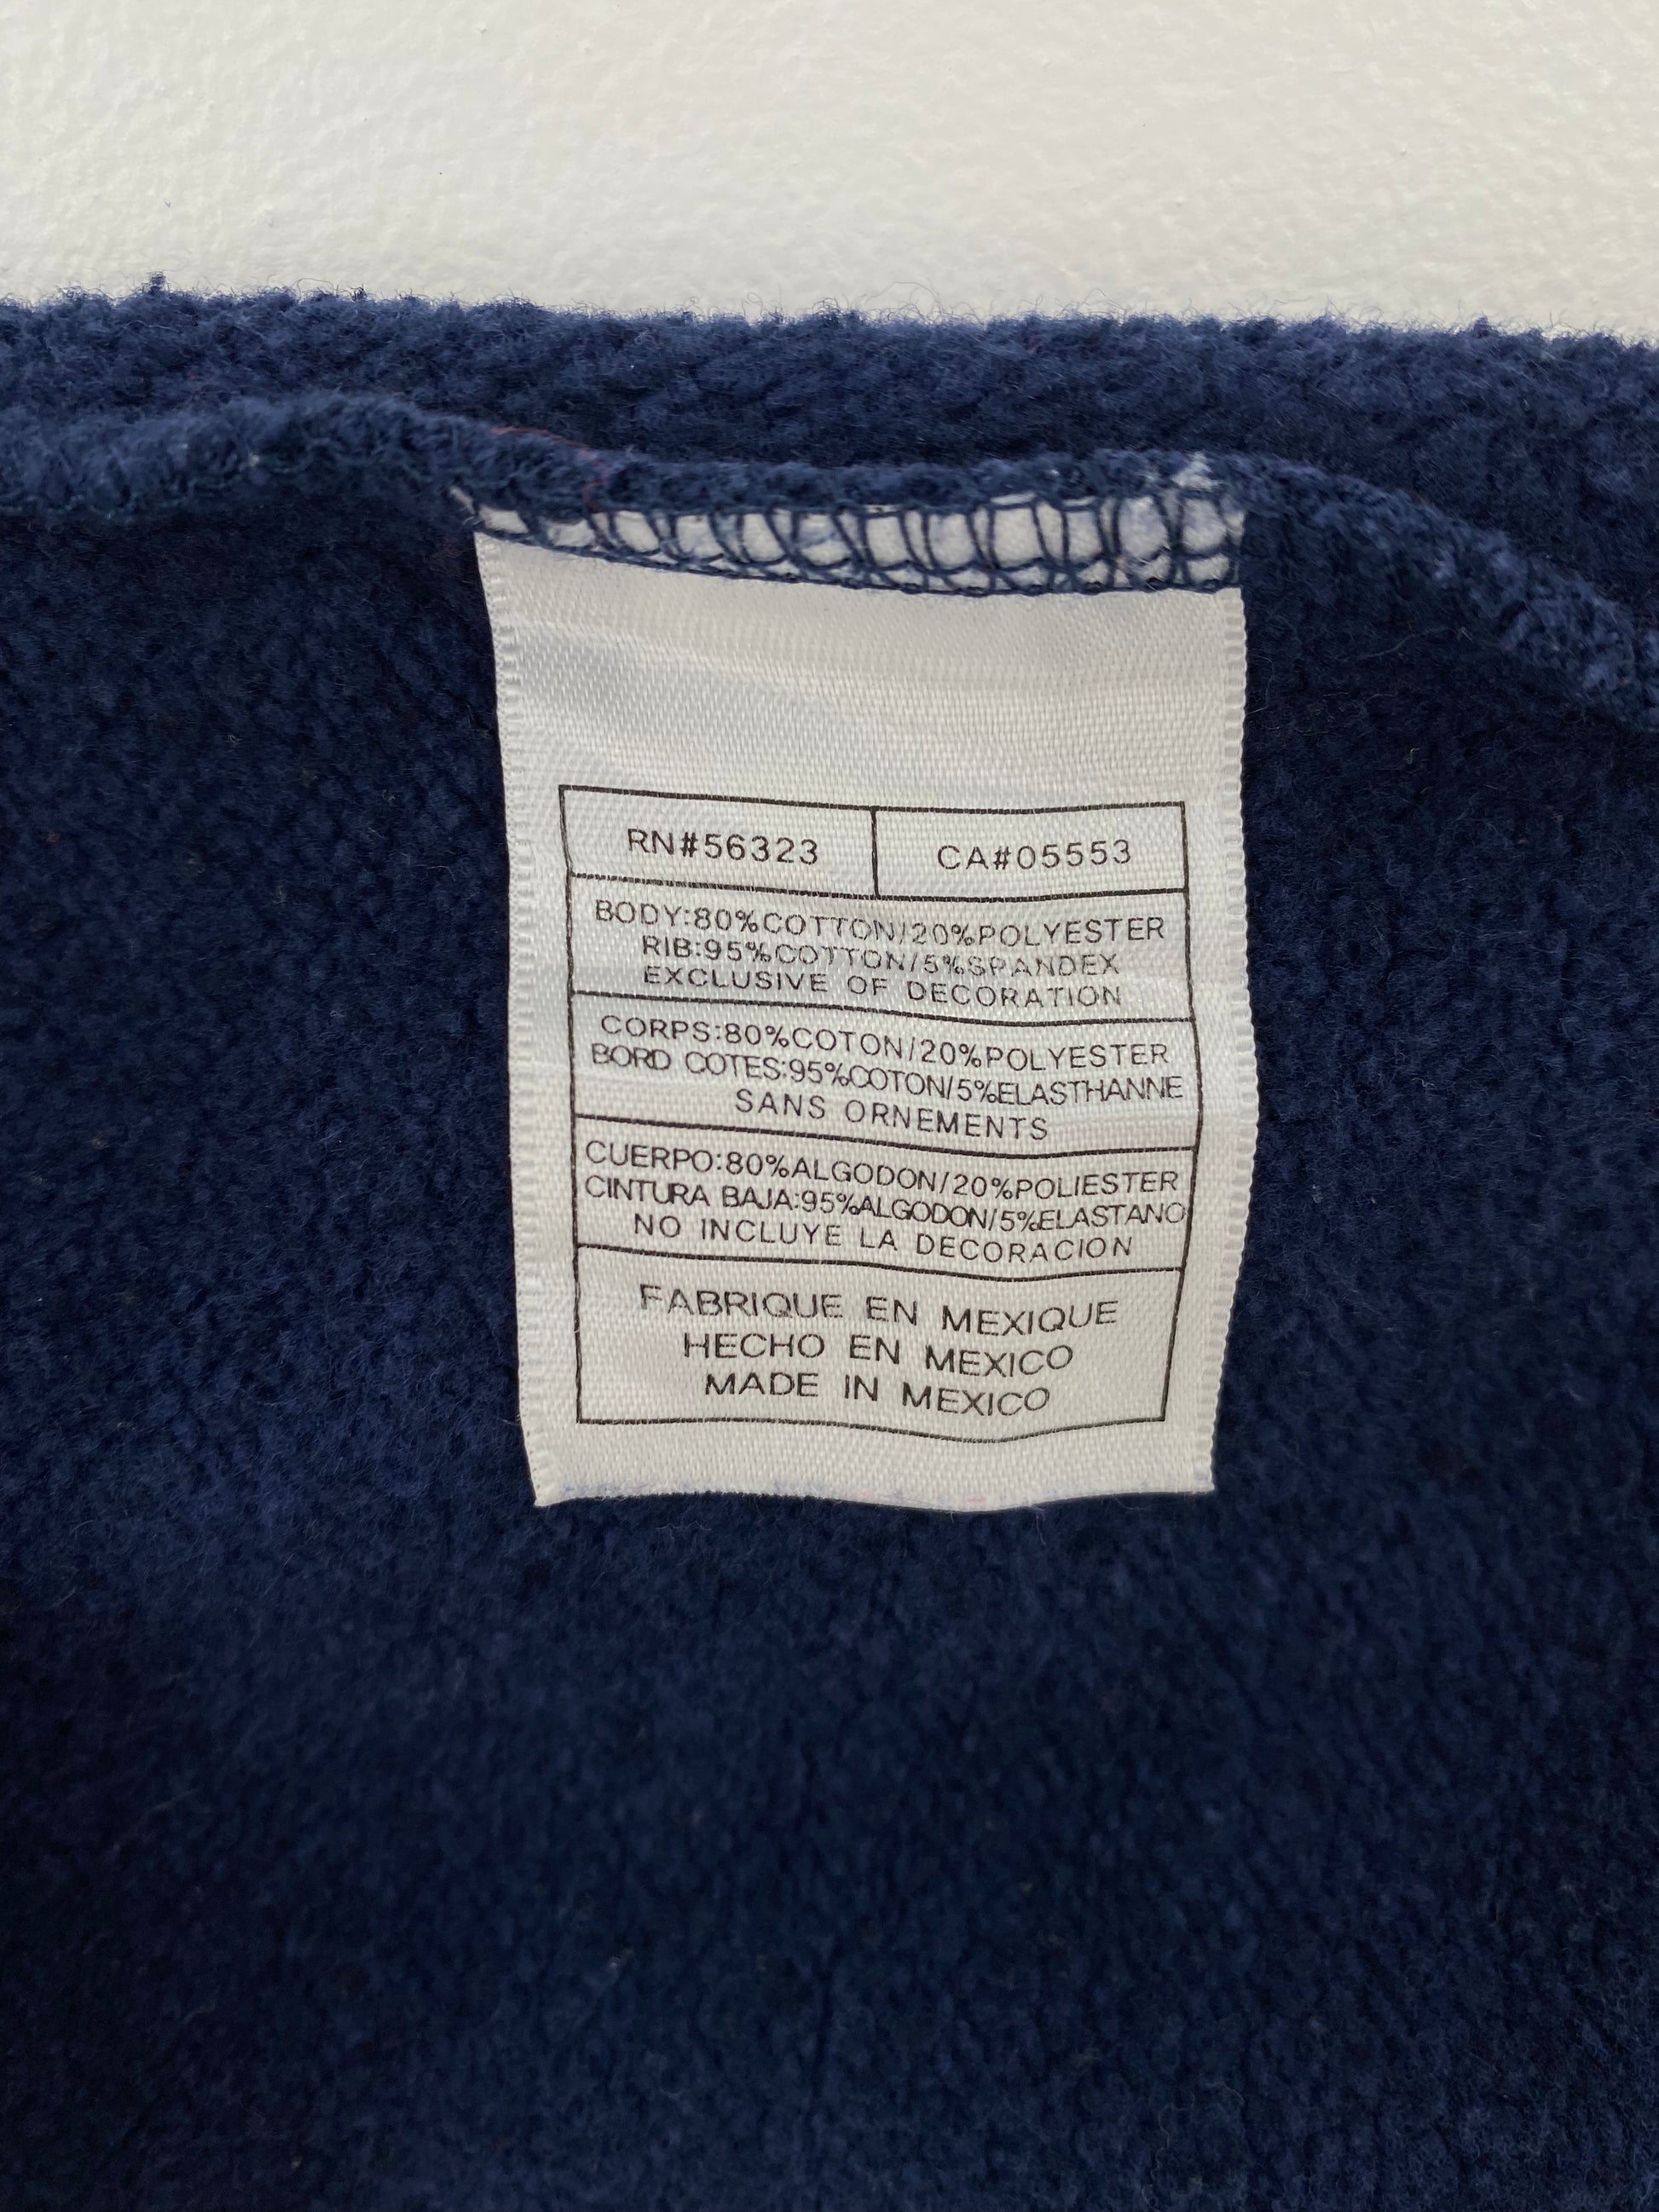 RN#56323 CA#05553
BODY:80%COTTON/20%POLYESTER
RIB:95%COTTON/5%SPANDEX
EXCLUSIVE OF DECORATION
CORPS:80%COTON/20%POLYESTER
BORD COTES:95%COTON/5%ELASTHANNE
SANS ORNEMENTS
CUERPO:80%ALGODON/20%POLIESTER
CINTURA BAJA:95%ALGODON/5%ELASTANO
NO INCLUYE LA DECORACION
FABRIQUE EN MEXIQUE
HECHO EN MEXICO
MADE IN MEXICO